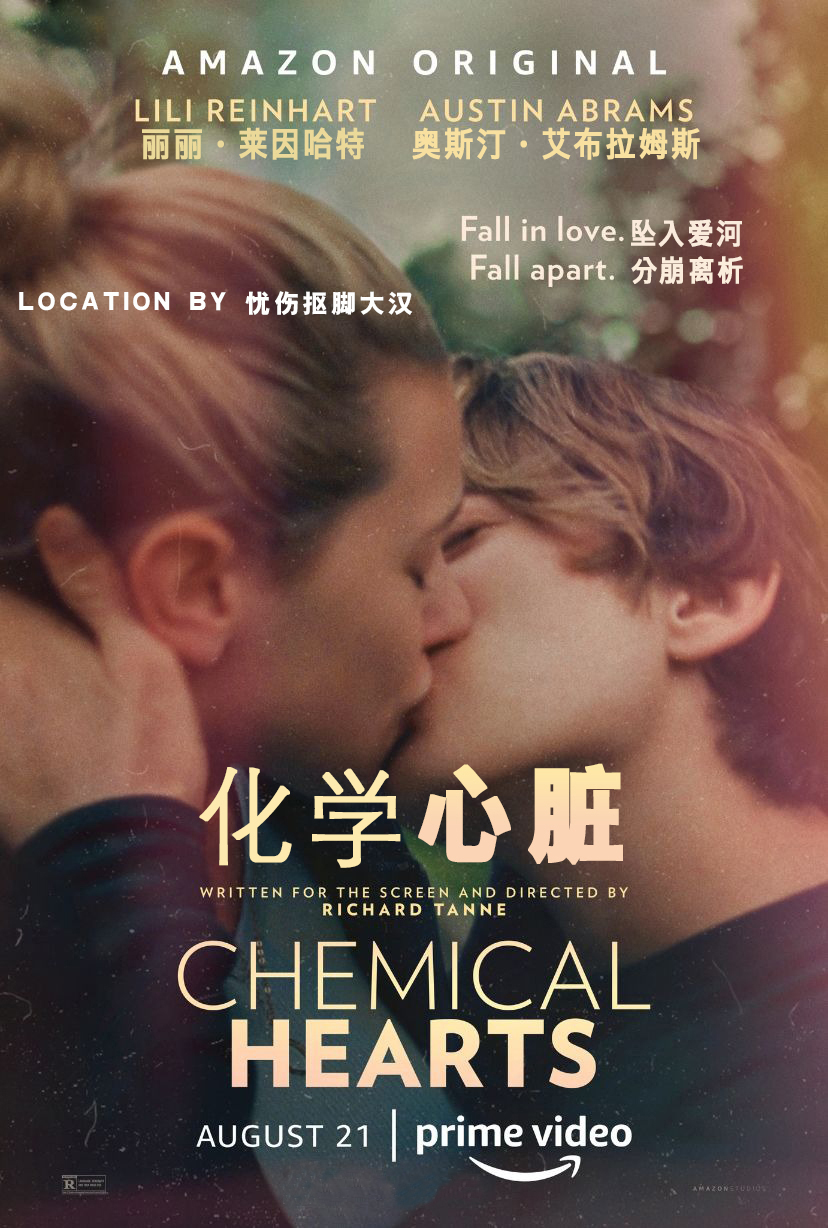 AMAZON ORIGINAL
LILI REINHART AUSTIN ABRAMS
丽丽·莱因哈特 奥斯汀·艾布拉姆斯
Fall in love. 坠入爱河
Fall apart. 分崩离析
LOCATION BY 忧伤抠脚大汉
化学心脏
WRITTEN FOR THE SCREEN AND DIRECTED BY
RICHARD TANNE
CHEMICAL
HEARTS
AUGUST 21 | prime video
R
AMAZON STUDIOS